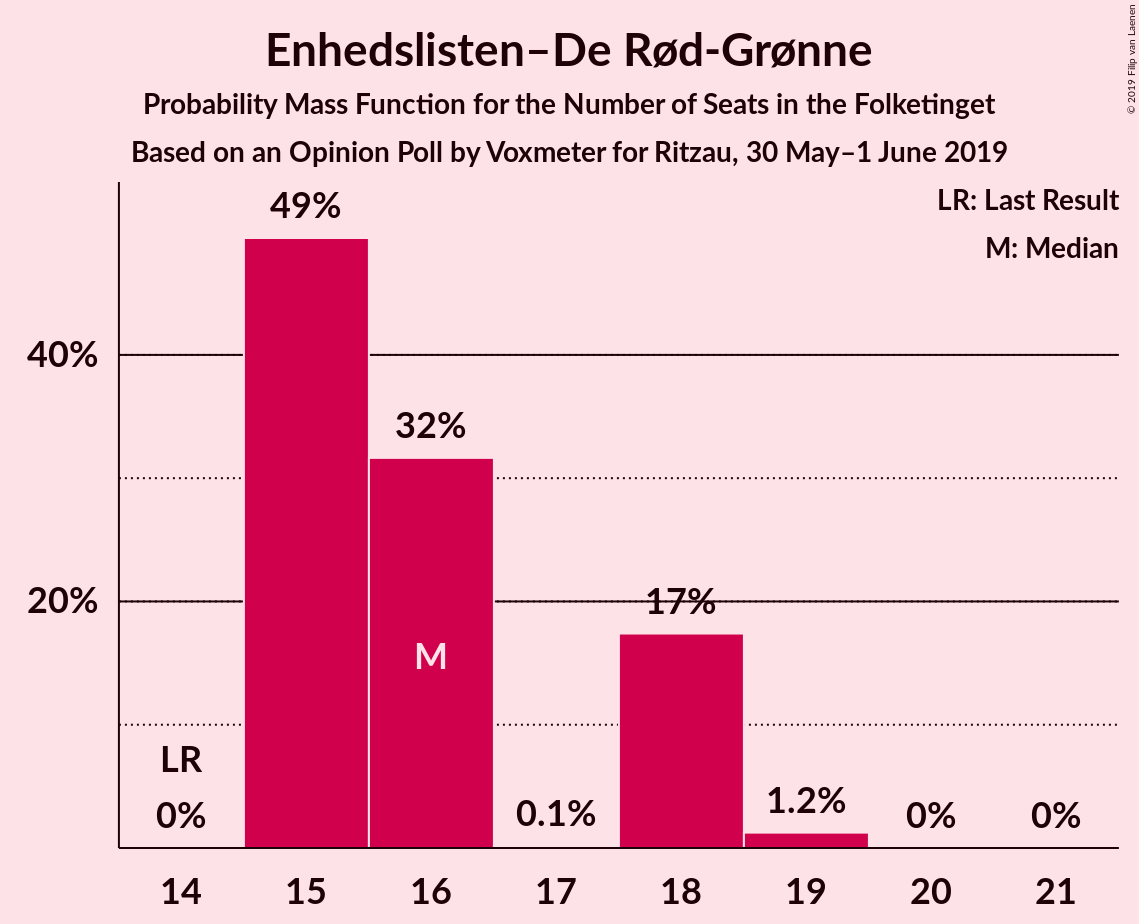 Enhedslisten–De Rød-Grønne
Probability Mass Function for the Number of Seats in the Folketinget
Based on an Opinion Poll by Voxmeter for Ritzau, 30 May–1 June 2019
© 2019 Filip van Laenen
LR: Last Result
M: Median
49%
40%
32%
20%
17%
M
LR
0%
0.1%
1.2%
0%
0%
14 15 16 17 18 19 20 21